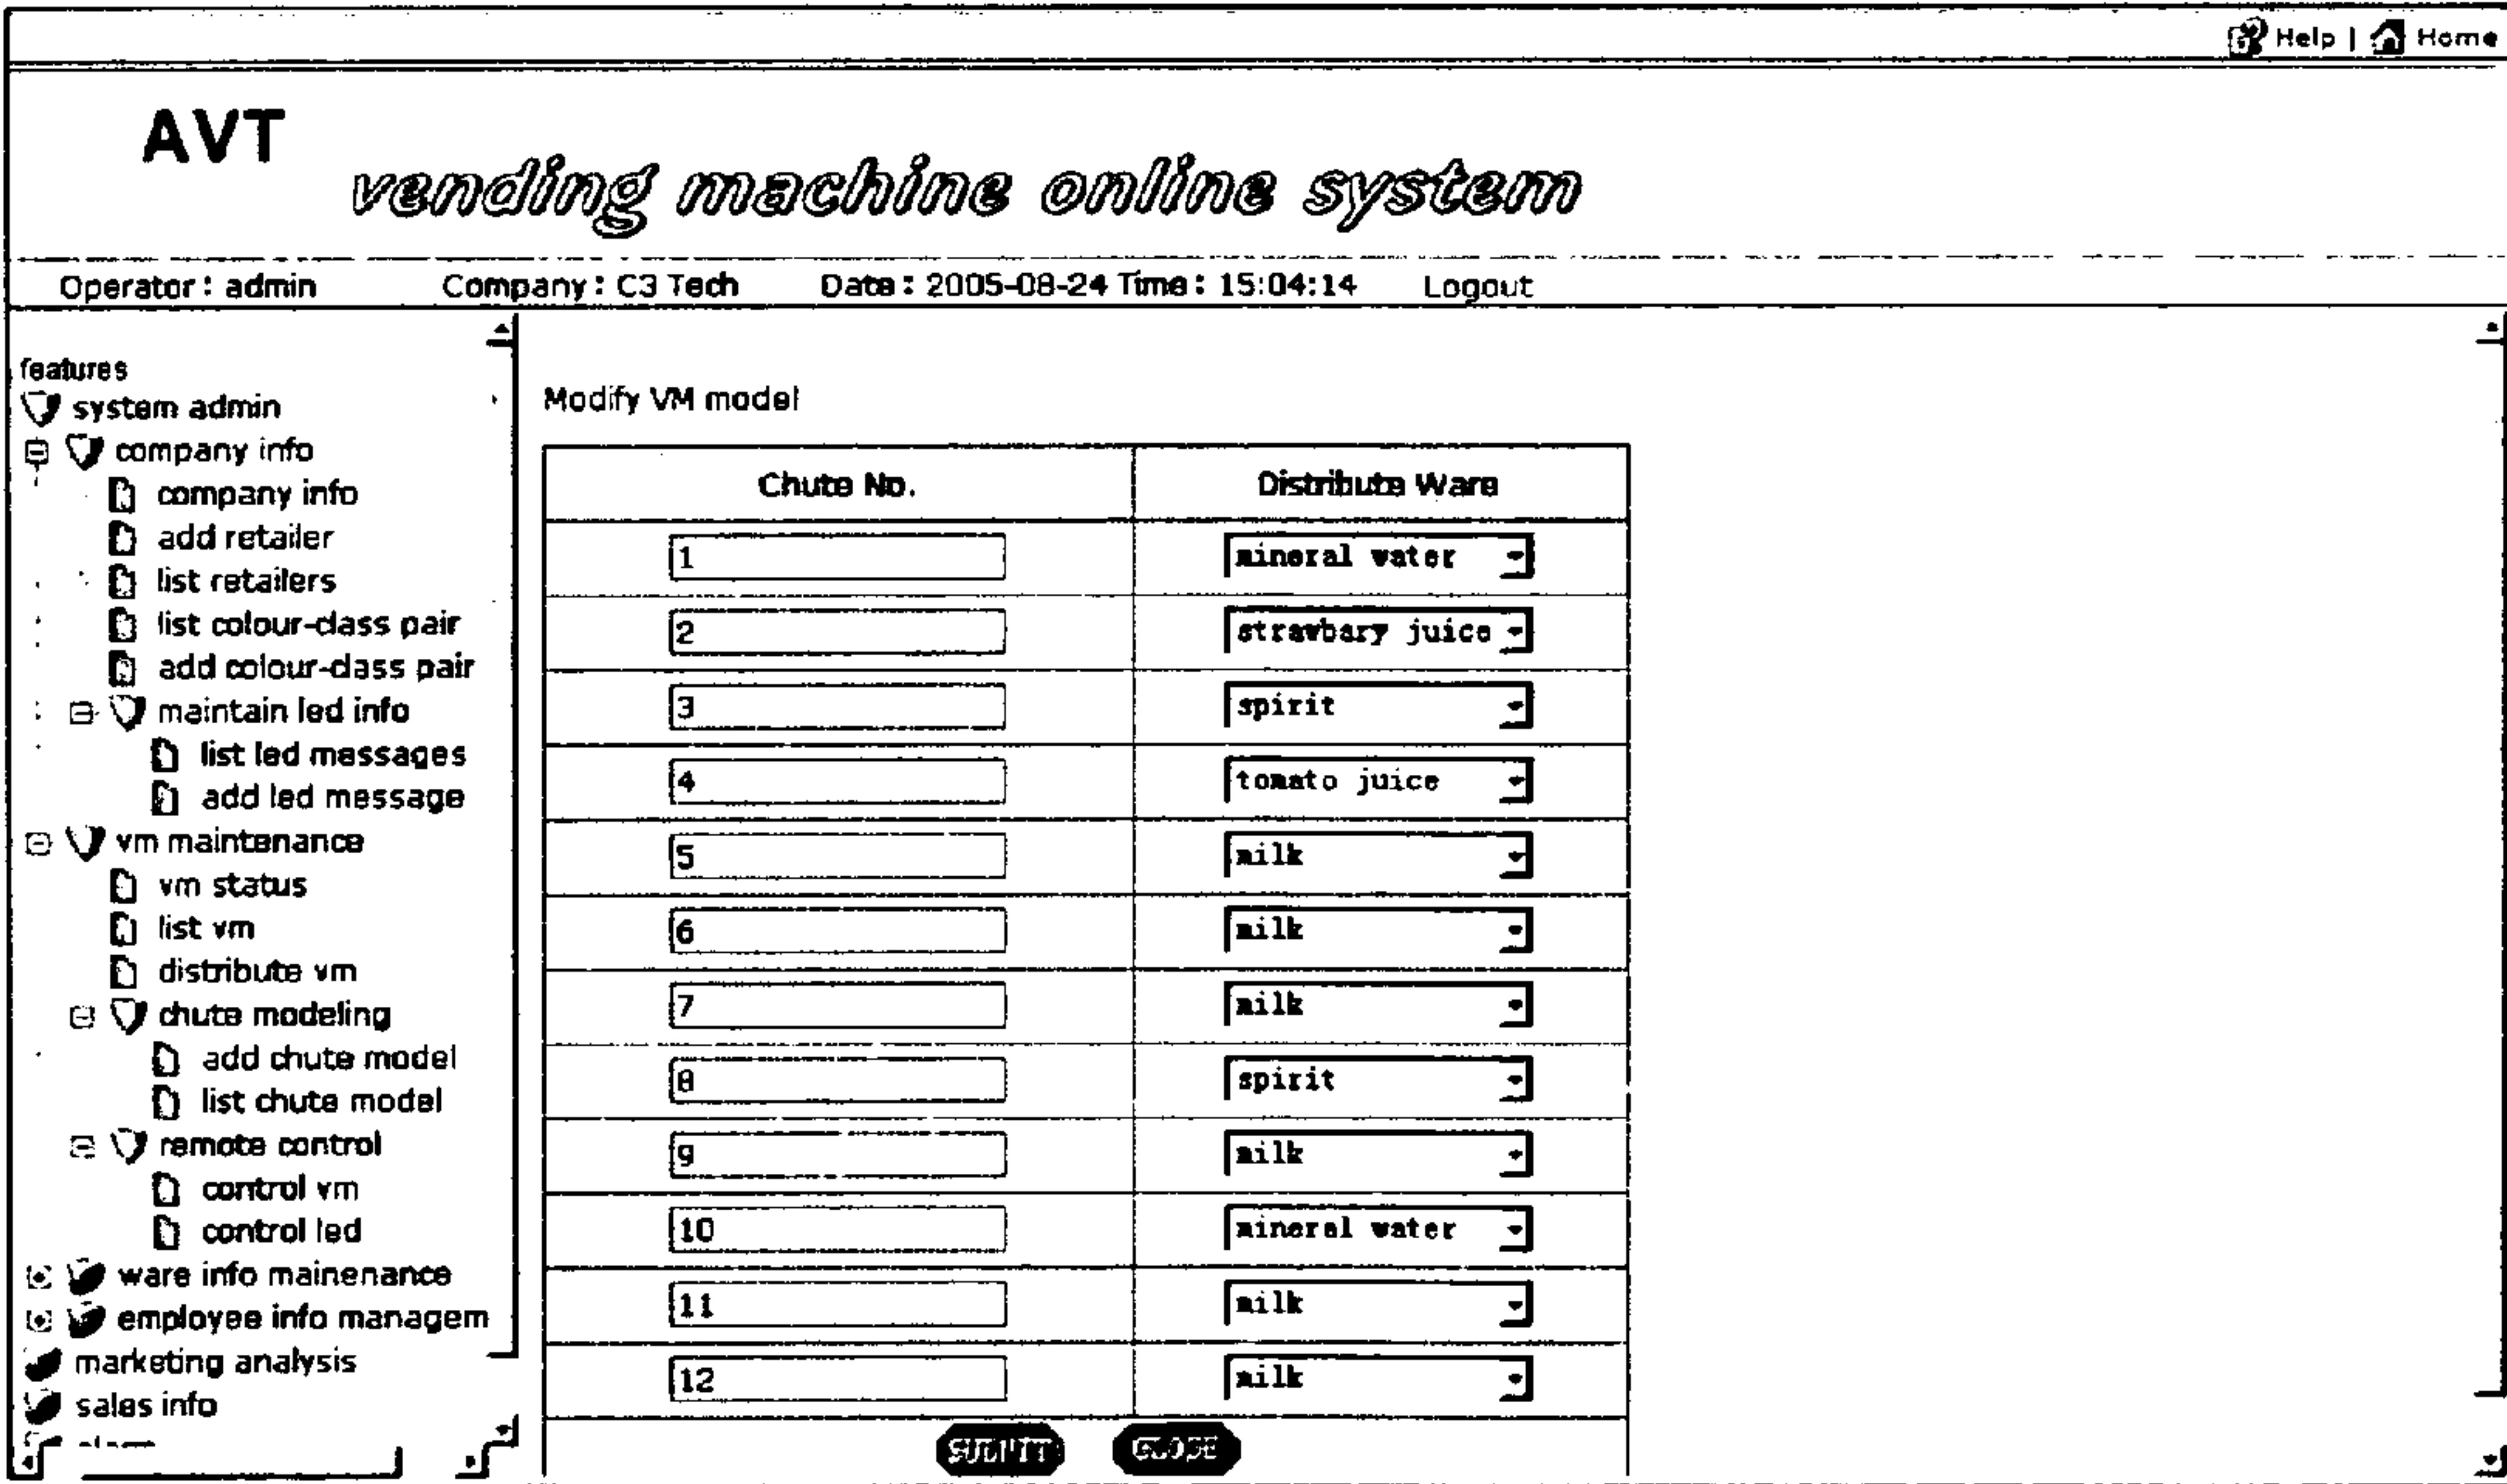 Help | Home
AVT
vending machine online system
Operator : admin Company : C3 Tech Date : 2005-08-24 Time : 15:04:14 Logout
features
system admin
company info
company info
add retailer
list retailers
list colour-class pair
add colour-class pair
maintain led info
list led messages
add led message
vm maintenance
vm status
list vm
distribute vm
chute modeling
add chute model
list chute model
remote control
control vm
control led
ware info mainenance
employee info managem
marketing analysis
sales info
Modify VM model
Chute No. Distribute Ware
1 mineral water
2 strawbary juice
3 spirit
4 tomato juice
5 milk
6 milk
7 milk
8 spirit
9 milk
10 mineral water
11 milk
12 milk
SUBMIT CLOSE